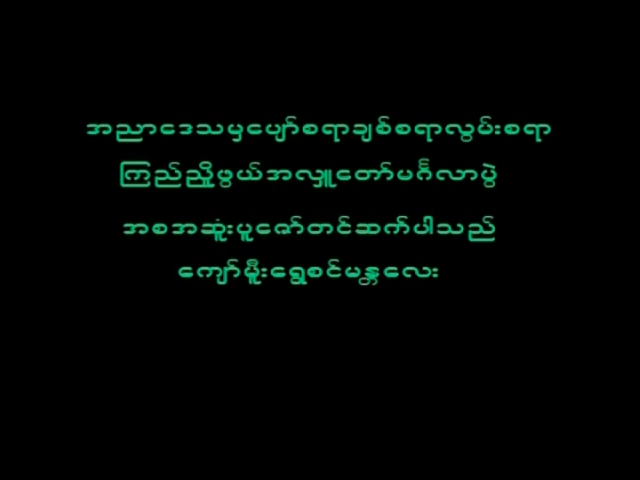 အညာဒေသမှပျော်စရာချစ်စရာလွမ်းစရာ
ကြည်ညှိုဖွယ်အလှူတော်မင်္ဂလာပွဲ
အစအဆူံးပူဇော်တင်ဆက်ပါသည်
ကျော်မိူးရွှေစင်မန္တလေး